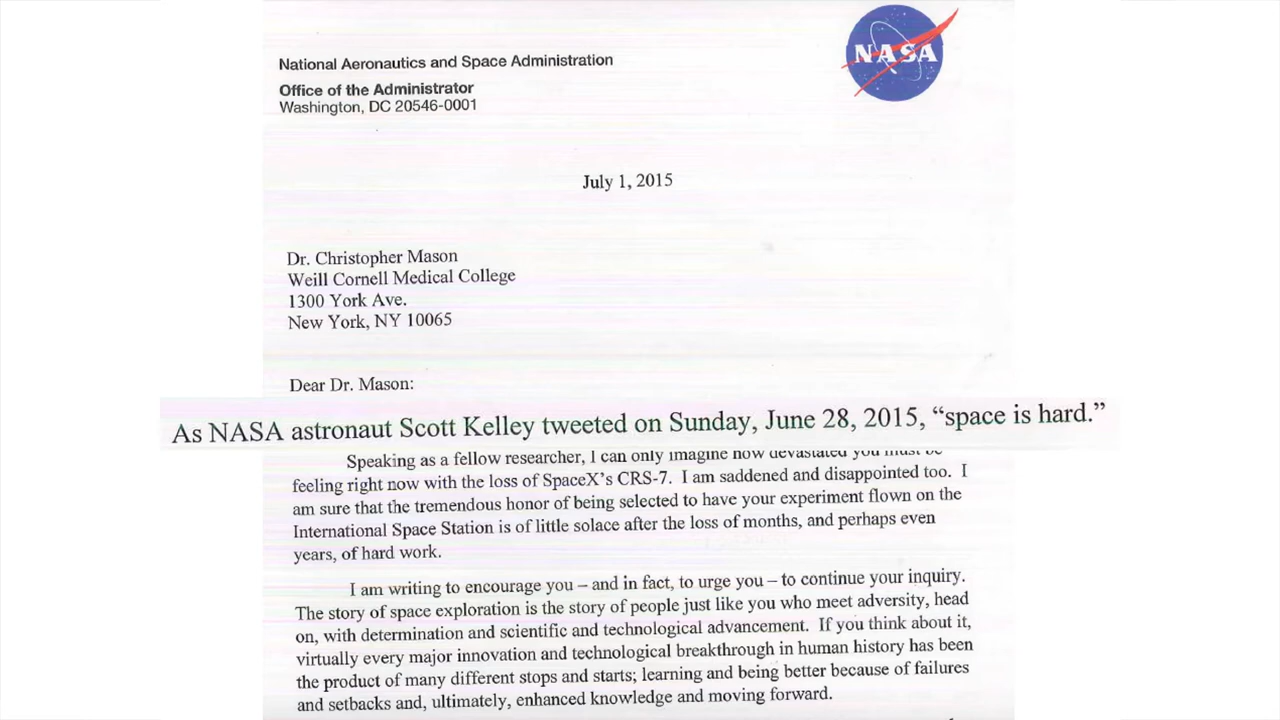 NASA
National Aeronautics and Space Administration
Office of the Administrator
Washington, DC 20546-0001
July 1, 2015
Dr. Christopher Mason
Weill Cornell Medical College
1300 York Ave.
New York, NY 10065
Dear Dr. Mason:
As NASA astronaut Scott Kelley tweeted on Sunday, June 28, 2015, “space is hard.”
Speaking as a fellow researcher, I can only imagine how devastated you must be
feeling right now with the loss of SpaceX’s CRS-7. I am saddened and disappointed too. I
am sure that the tremendous honor of being selected to have your experiment flown on the
International Space Station is of little solace after the loss of months, and perhaps even
years, of hard work.
I am writing to encourage you – and in fact, to urge you – to continue your inquiry.
The story of space exploration is the story of people just like you who meet adversity, head
on, with determination and scientific and technological advancement. If you think about it,
virtually every major innovation and technological breakthrough in human history has been
the product of many different stops and starts; learning and being better because of failures
and setbacks and, ultimately, enhanced knowledge and moving forward.